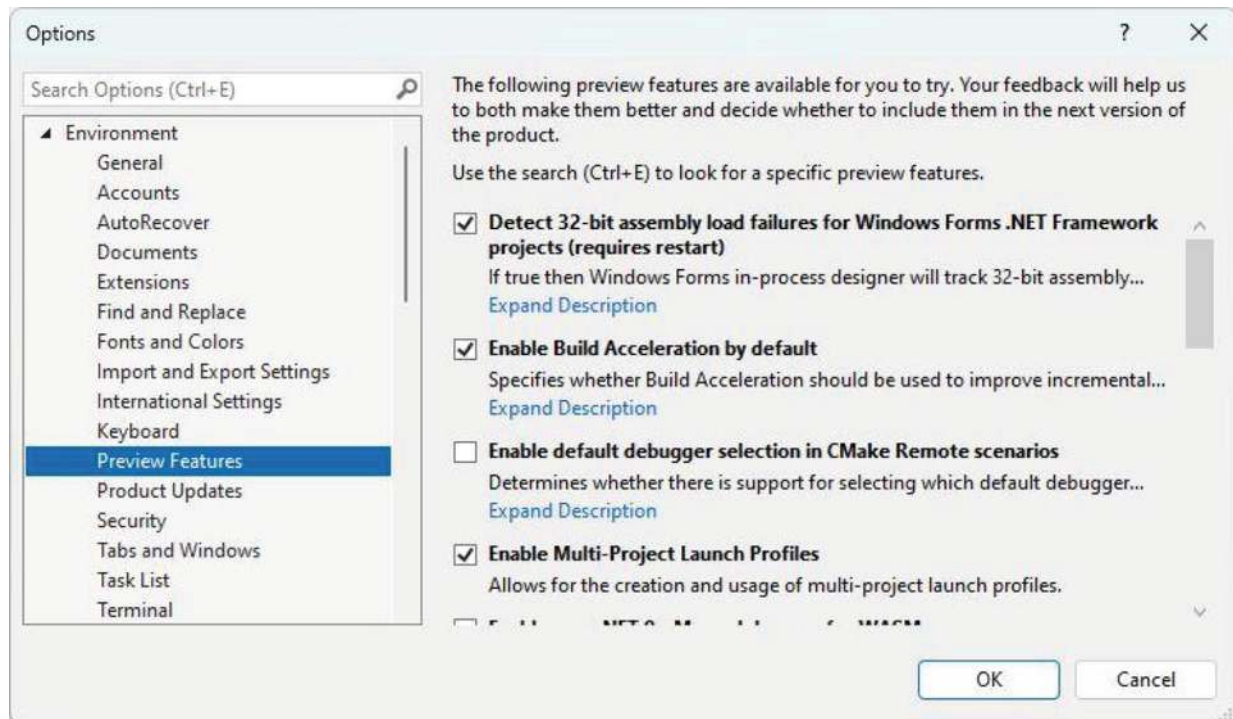 Options
?
Search Options (Ctrl+E)
Environment
General
Accounts
AutoRecover
Documents
Extensions
Find and Replace
Fonts and Colors
Import and Export Settings
International Settings
Keyboard
Preview Features
Product Updates
Security
Tabs and Windows
Task List
Terminal
The following preview features are available for you to try. Your feedback will help us
to both make them better and decide whether to include them in the next version of
the product.
Use the search (Ctrl+E) to look for a specific preview features.
Detect 32-bit assembly load failures for Windows Forms .NET Framework
projects (requires restart)
If true then Windows Forms in-process designer will track 32-bit assembly...
Expand Description
Enable Build Acceleration by default
Specifies whether Build Acceleration should be used to improve incremental...
Expand Description
Enable default debugger selection in CMake Remote scenarios
Determines whether there is support for selecting which default debugger...
Expand Description
Enable Multi-Project Launch Profiles
Allows for the creation and usage of multi-project launch profiles.
OK
Cancel